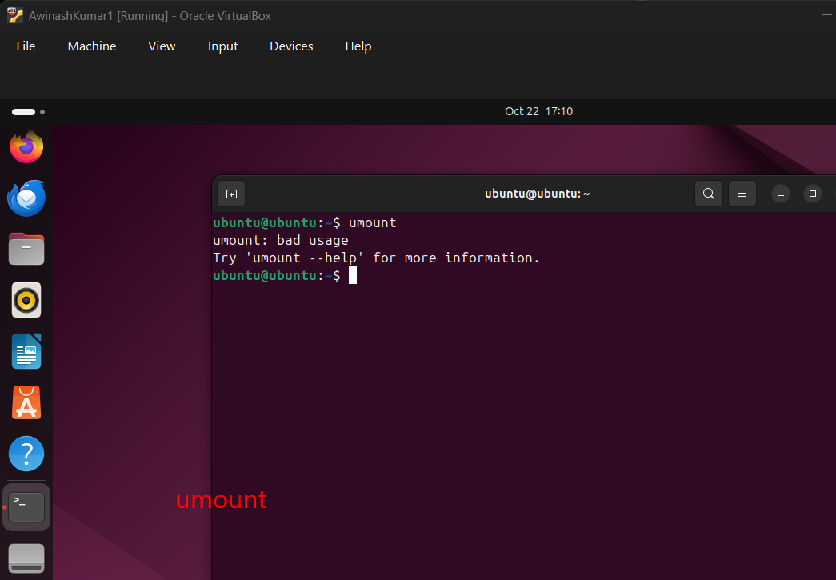 AwinashKumar1 [Running] - Oracle VirtualBox
File Machine View Input Devices Help
Oct 22 17:10
ubuntu@ubuntu: ~
ubuntu@ubuntu:~$ umount
umount: bad usage
Try 'umount --help' for more information.
ubuntu@ubuntu:~$
umount